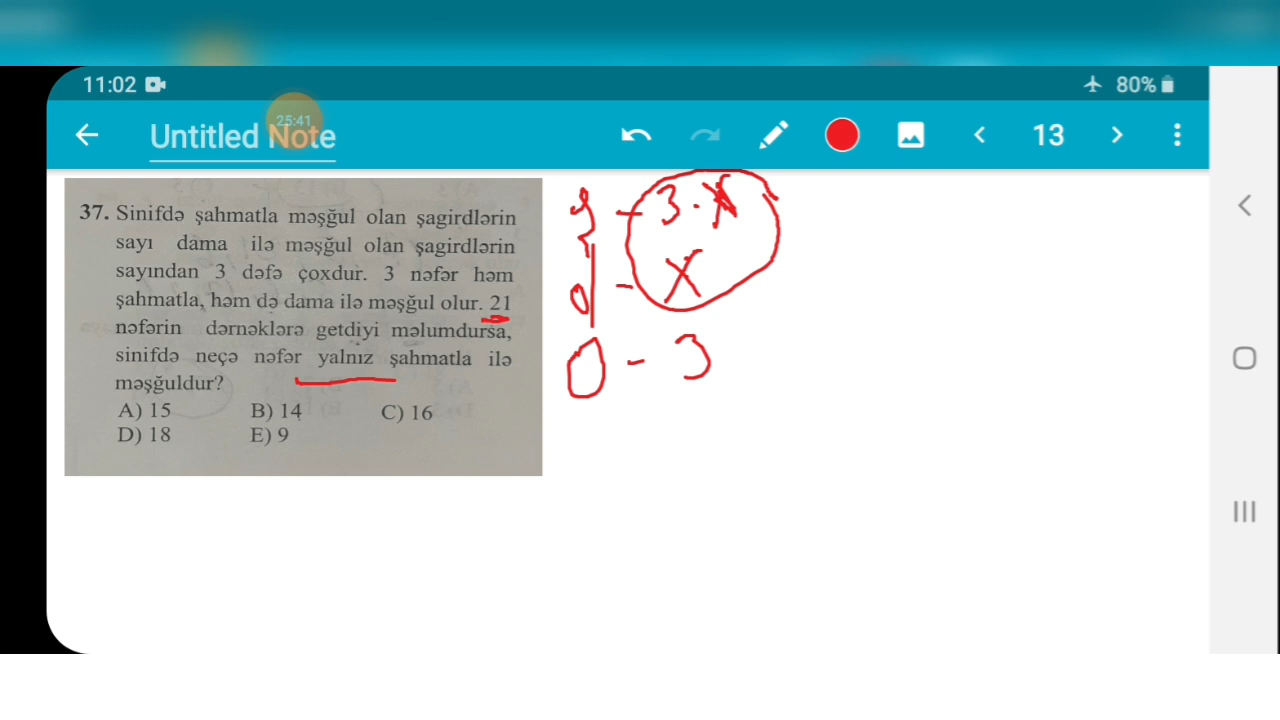 11:02
80%
25:41
Untitled Note
13
37. Sinifdə şahmatla məşğul olan şagirdlərin
sayı dama ilə məşğul olan şagirdlərin
sayından 3 dəfə çoxdur. 3 nəfər həm
şahmatla, həm də dama ilə məşğul olur. 21
nəfərin dərnəklərə getdiyi məlumdursa,
sinifdə neçə nəfər yalnız şahmatla ilə
məşğuldur?
A) 15 B) 14 C) 16
D) 18 E) 9
3·X
X
0 - 3